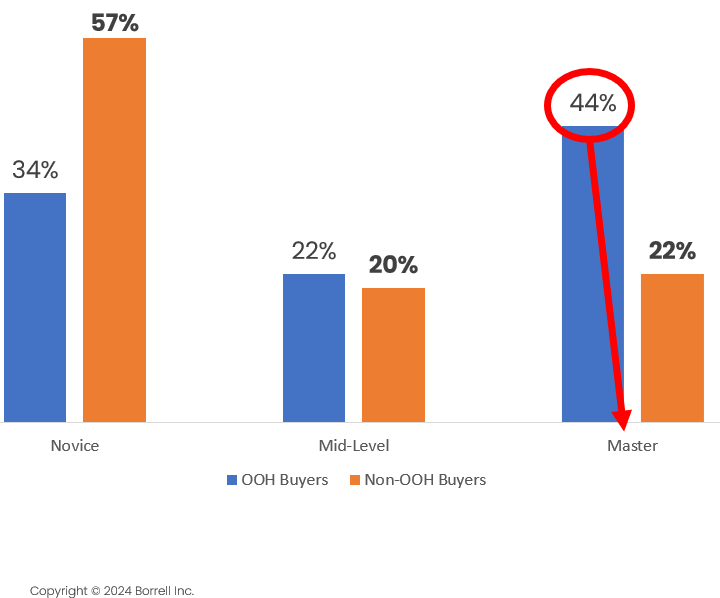 57%
34%
22%
20%
44%
22%
Novice
Mid-Level
Master
OOH Buyers
Non-OOH Buyers
Copyright © 2024 Borrell Inc.